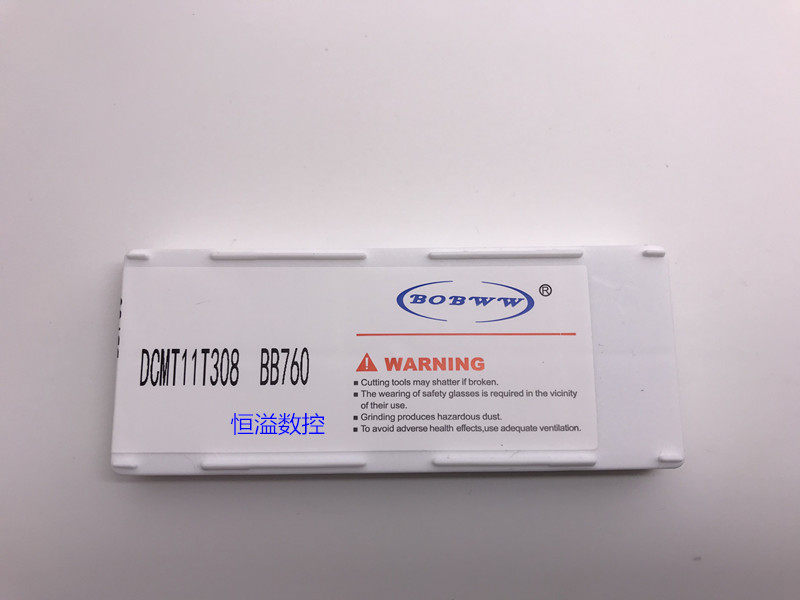 BOBWW ®
DCMT11T308 BB760
恒溢数控
WARNING
▪ Cutting tools may shatter if broken.
▪ The wearing of safety glasses is required in the vicinity
of their use.
▪ Grinding produces hazardous dust.
▪ To avoid adverse health effects,use adequate ventilation.